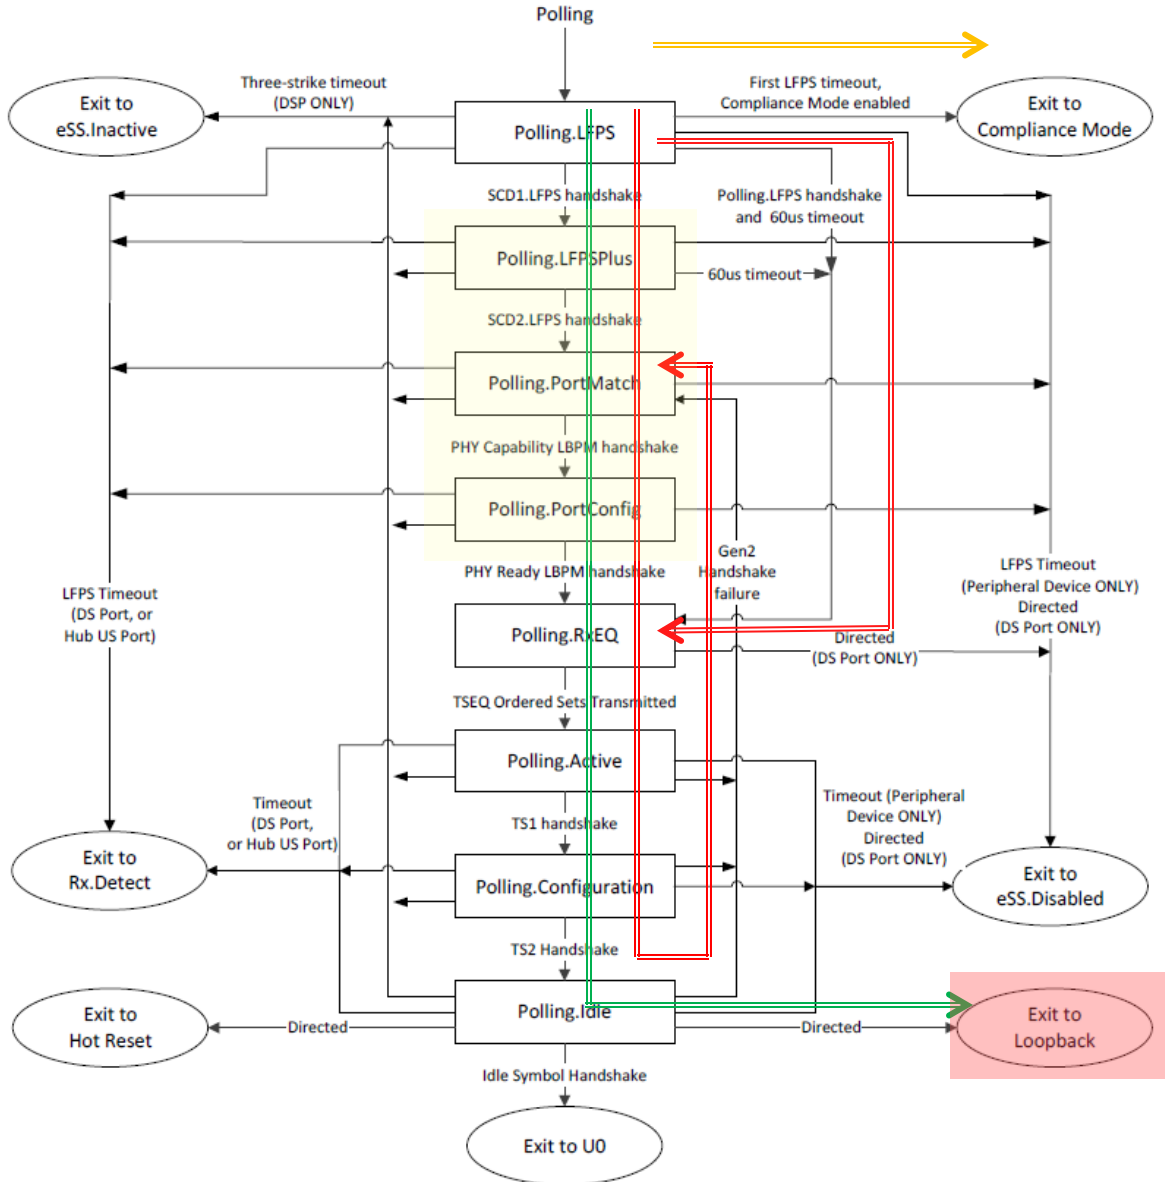 Polling
Three-strike timeout
(DSP ONLY)
First LFPS timeout,
Compliance Mode enabled
Exit to
eSS.Inactive
Polling.LFPS
Exit to
Compliance Mode
SCD1.LFPS handshake
Polling.LFPS handshake
and 60us timeout
Polling.LFPSPlus
60us timeout
SCD2.LFPS handshake
Polling.PortMatch
PHY Capability LBPM handshake
Polling.PortConfig
Gen2
Handshake
failure
PHY Ready LBPM handshake
LFPS Timeout
(DS Port, or
Hub US Port)
LFPS Timeout
(Peripheral Device ONLY)
Directed
(DS Port ONLY)
Polling.RxEQ
Directed
(DS Port ONLY)
TSEQ Ordered Sets Transmitted
Polling.Active
Timeout
(DS Port,
or Hub US Port)
Timeout (Peripheral
Device ONLY)
Directed
(DS Port ONLY)
TS1 handshake
Exit to
Rx.Detect
Polling.Configuration
Exit to
eSS.Disabled
TS2 Handshake
Exit to
Hot Reset
Directed
Polling.Idle
Directed
Exit to
Loopback
Idle Symbol Handshake
Exit to U0